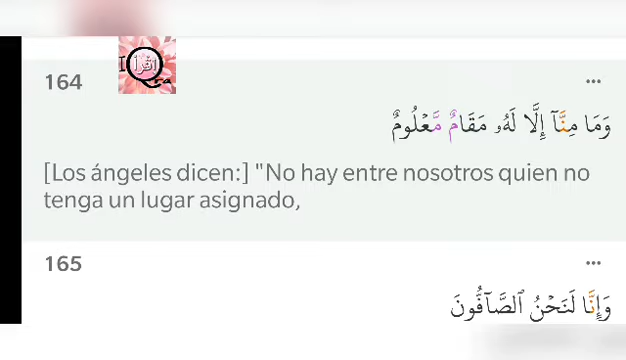 164
اقرأ
وَمَا مِنَّآ إِلَّا لَهُۥ مَقَامٌ مَّعْلُومٌ
[Los ángeles dicen:] "No hay entre nosotros quien no
tenga un lugar asignado,
165
وَإِنَّا لَنَحْنُ ٱلصَّآفُّونَ